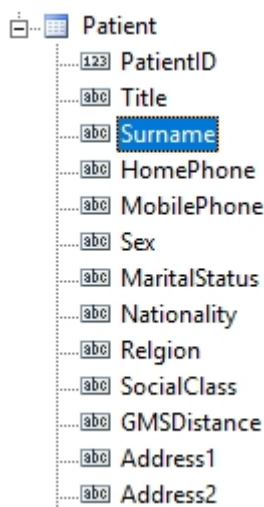 Patient
123 PatientID
abc Title
abc Surname
abc HomePhone
abc MobilePhone
abc Sex
abc MaritalStatus
abc Nationality
abc Relgion
abc SocialClass
abc GMSDistance
abc Address1
abc Address2